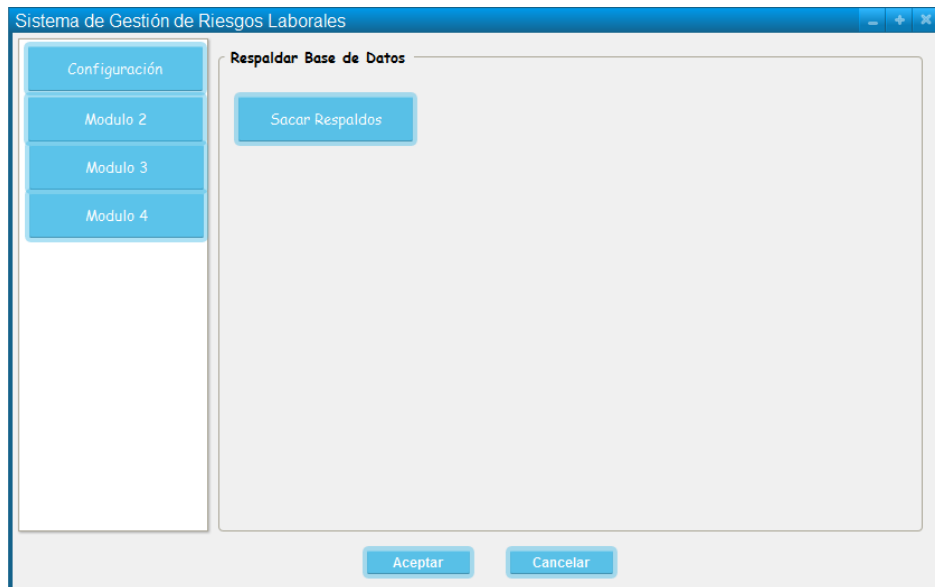 Sistema de Gestión de Riesgos Laborales
Configuración
Modulo 2
Modulo 3
Modulo 4
Respaldar Base de Datos
Sacar Respaldos
Aceptar
Cancelar